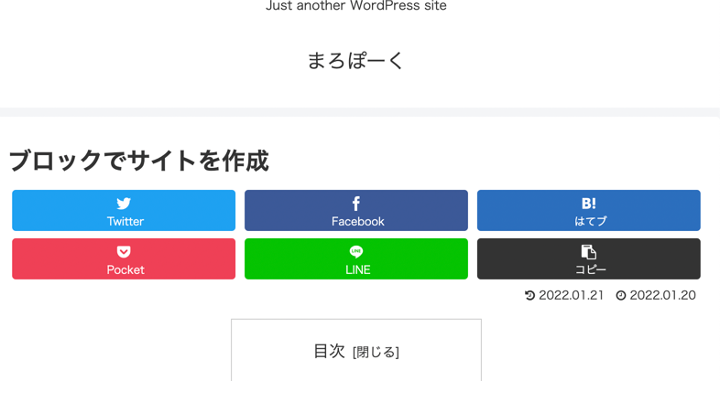 Just another WordPress site
まろぽーく
ブロックでサイトを作成
Twitter
Facebook
B!
はてブ
Pocket
LINE
LINE
コピー
2022.01.21 2022.01.20
目次 [閉じる]